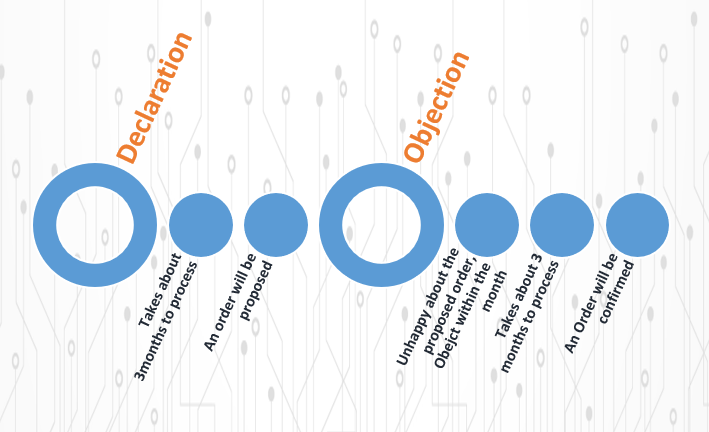 Declaration
Takes about
3months to process
An order will be
proposed
Objection
Unhappy about the
proposed order,
Obejct within the
month
Takes about 3
months to process
An Order will be
confirmed